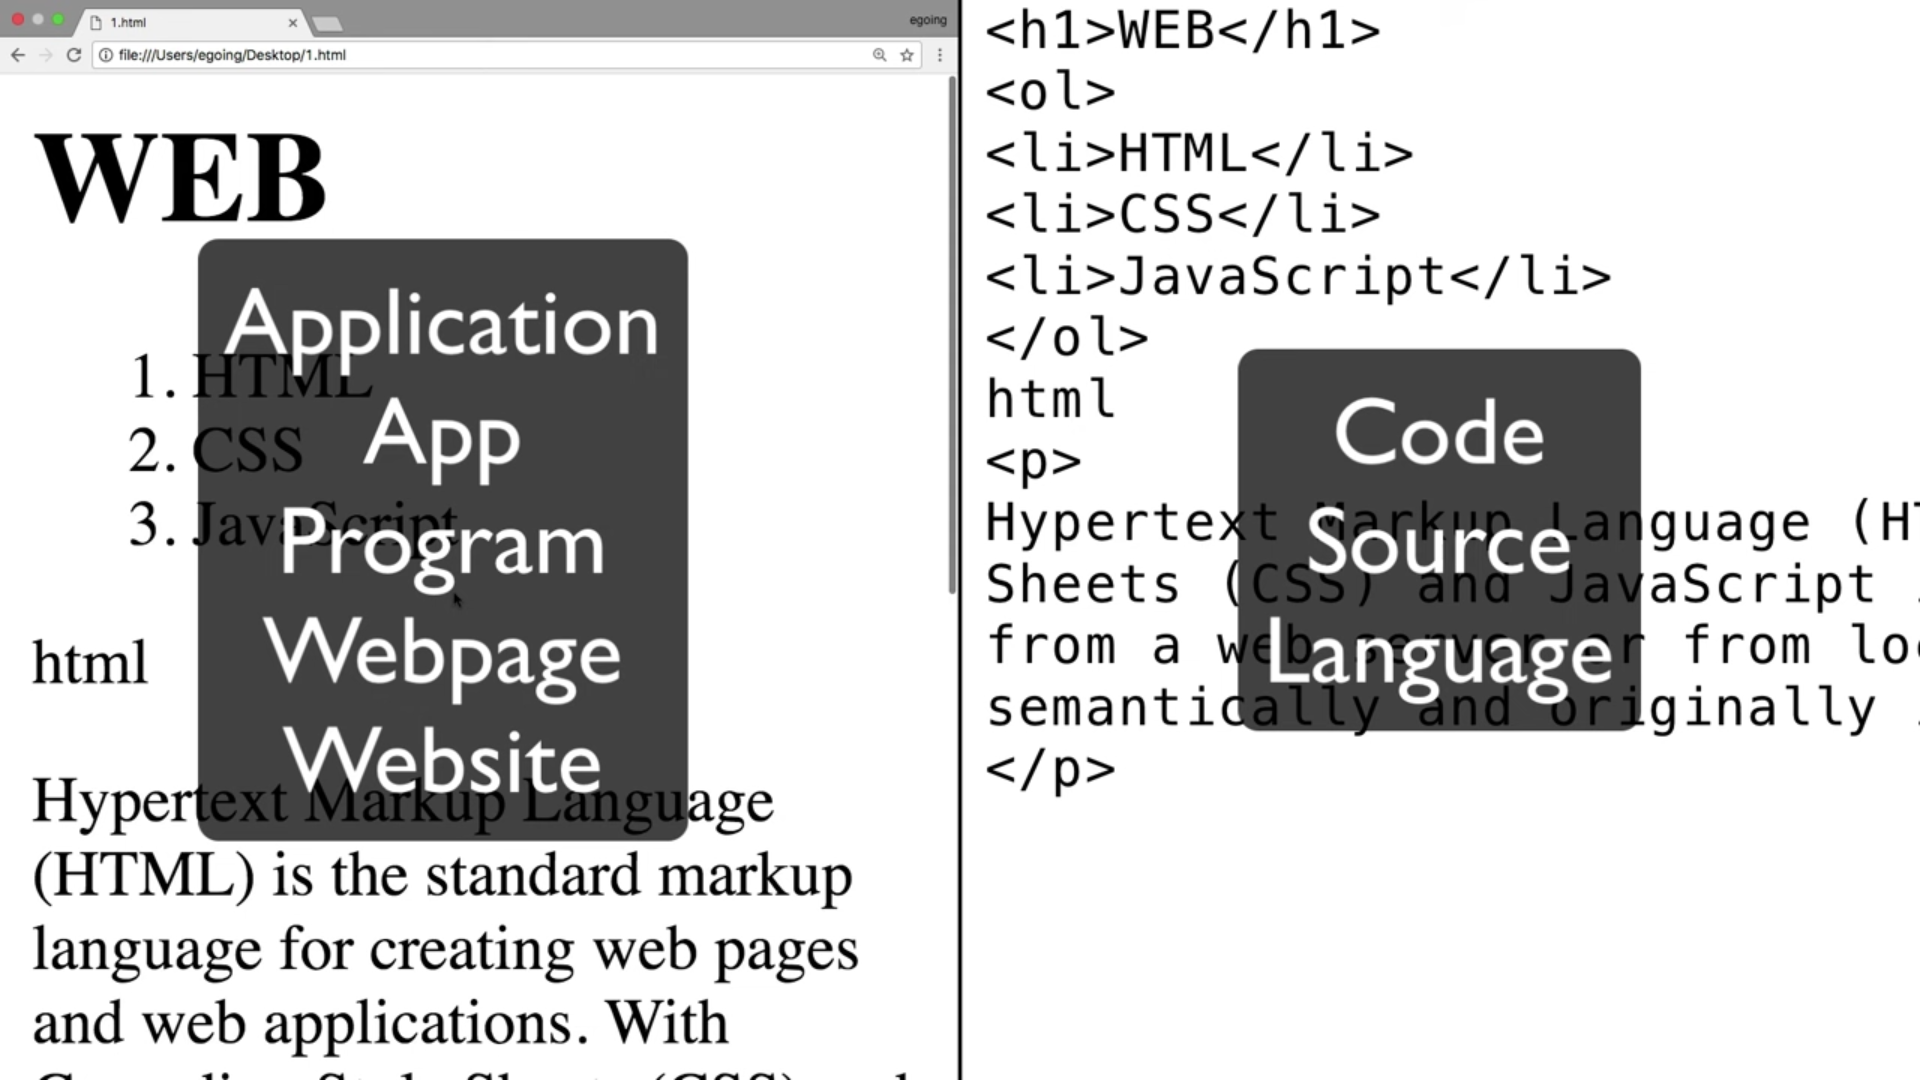 1.html
egoing
file:///Users/egoing/Desktop/1.html
WEB
1. HTML
2. CSS
3. JavaScript
html
Hypertext Markup Language
(HTML) is the standard markup
language for creating web pages
and web applications. With
Application
App
Program
Webpage
Website
<h1>WEB</h1>
<ol>
<li>HTML</li>
<li>CSS</li>
<li>JavaScript</li>
</ol>
html
<p>
Hypertext Markup Language (HT
Sheets (CSS) and JavaScript
from a web server or from
semantically and originally
</p>
Code
Source
Language